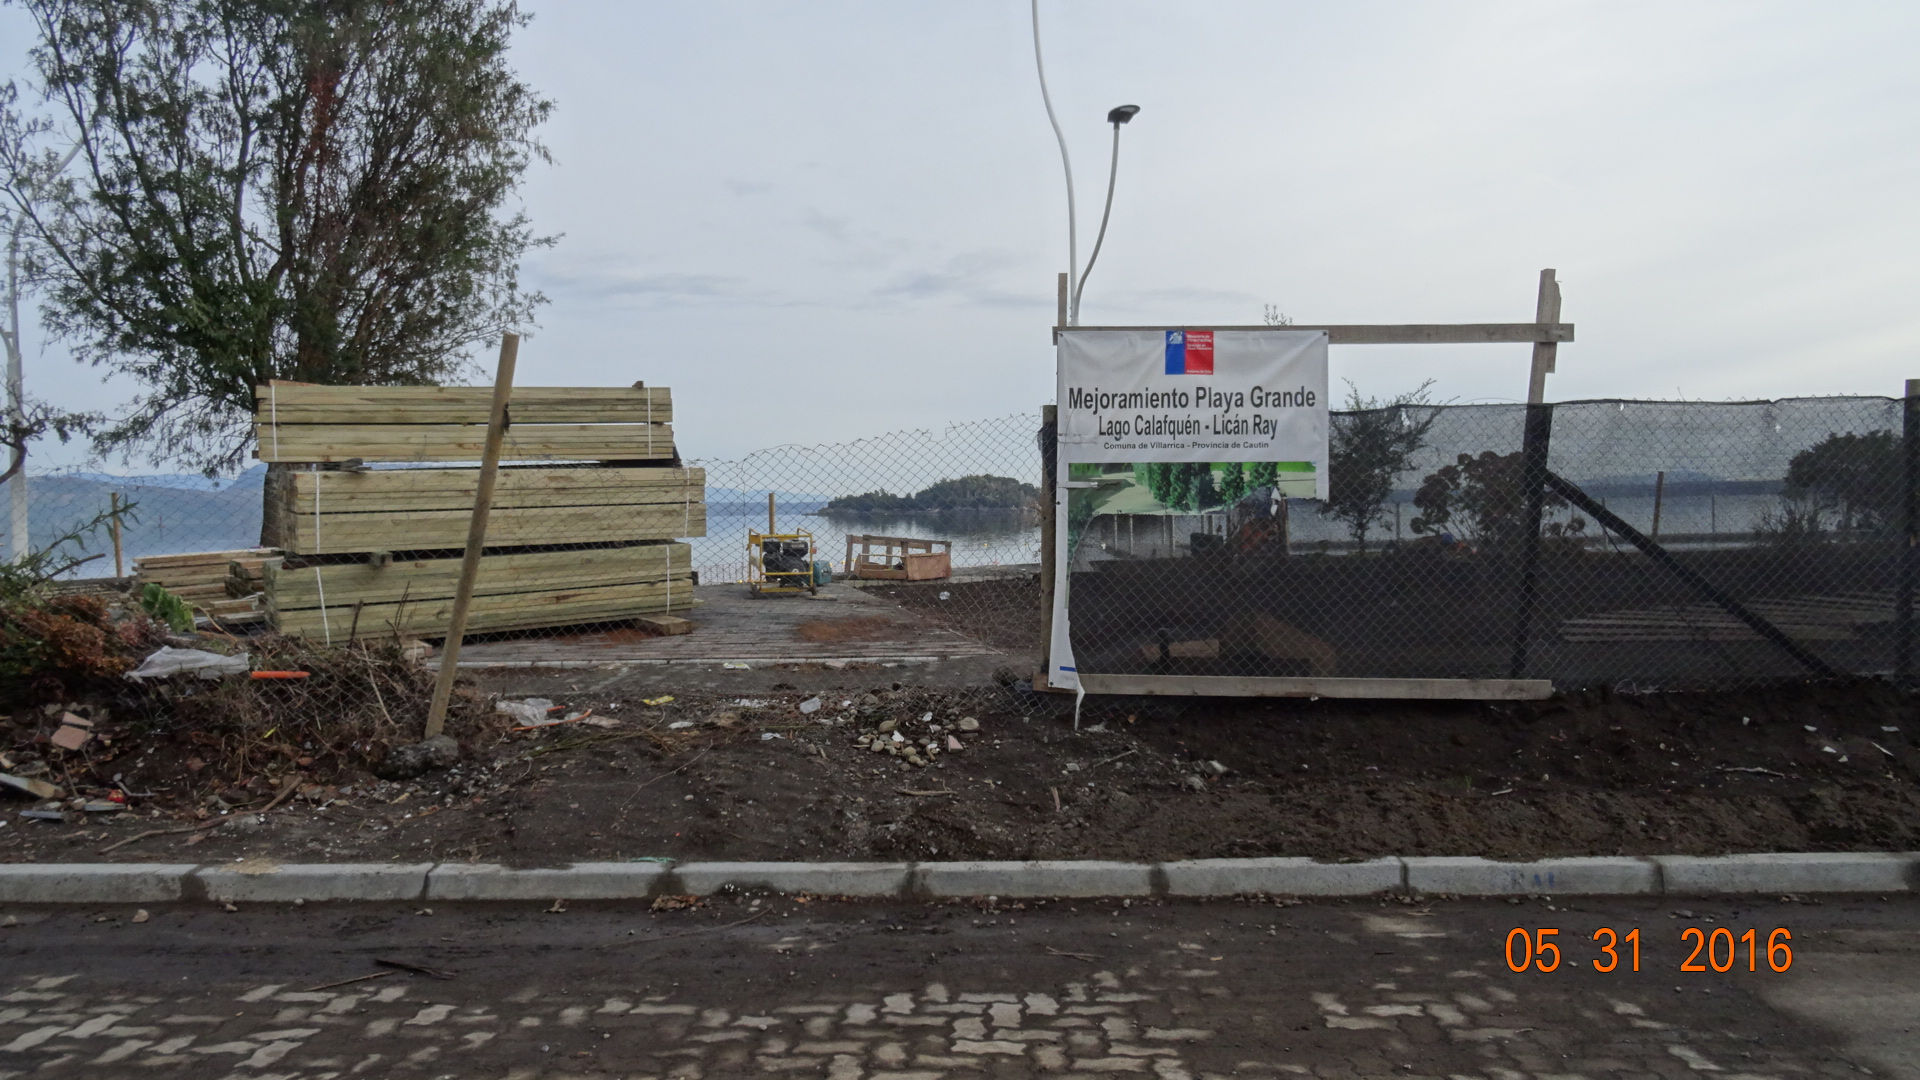 Mejoramiento Playa Grande
Lago Calafquén - Licán Ray
Comuna de Villarrica - Provincia de Cautín
05 31 2016